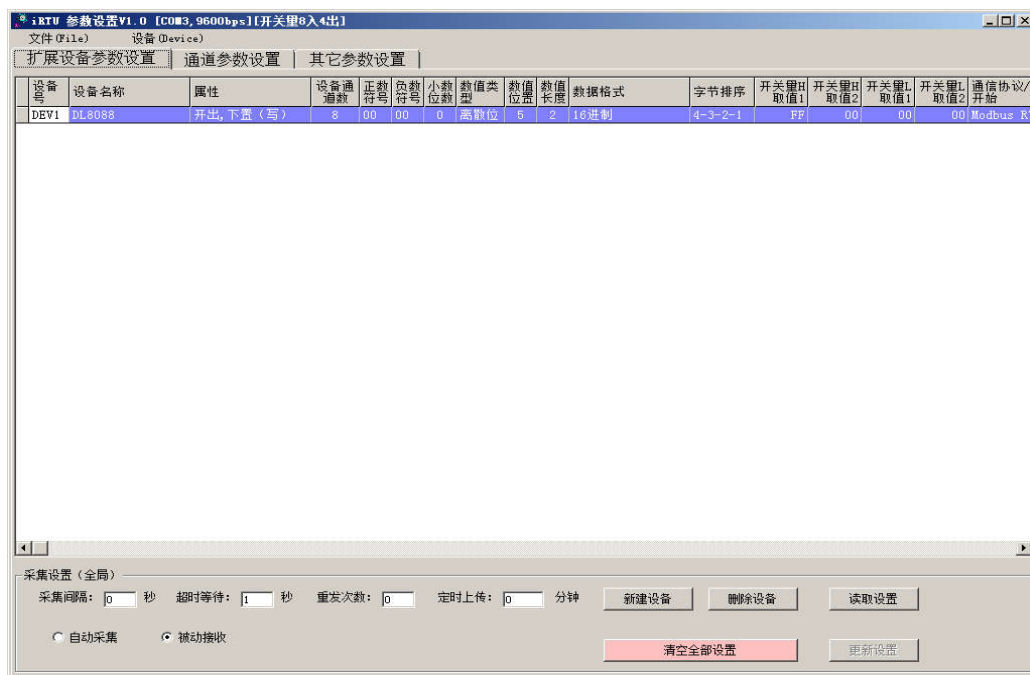 iRTU 参数设置V1.0 [COM3,9600bps][开关量8入4出]
文件(File) 设备(Device)
扩展设备参数设置 通道参数设置 其它参数设置
设备号 设备名称 属性 设备通道数 正数符号 负数符号 小数位数 数值类型 数值位置 数值长度 数据格式 字节排序 开关量H取值1 开关量H取值2 开关量L取值1 开关量L取值2 通信协议/开始
DEV1 DL8088 开出,下置(写) 8 00 00 0 离散位 5 2 16进制 4-3-2-1 FF 00 00 00 Modbus R
采集设置(全局)
采集间隔: 0 秒 超时等待: 1 秒 重发次数: 0 定时上传: 0 分钟 新建设备 删除设备 读取设置
自动采集 被动接收
清空全部设置 更新设置